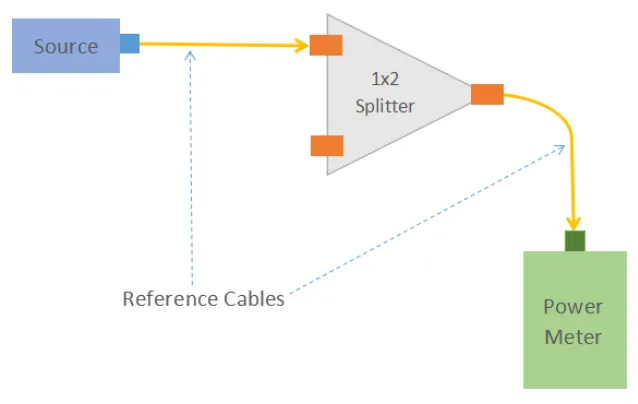 Source
1x2
Splitter
Reference Cables
Power
Meter